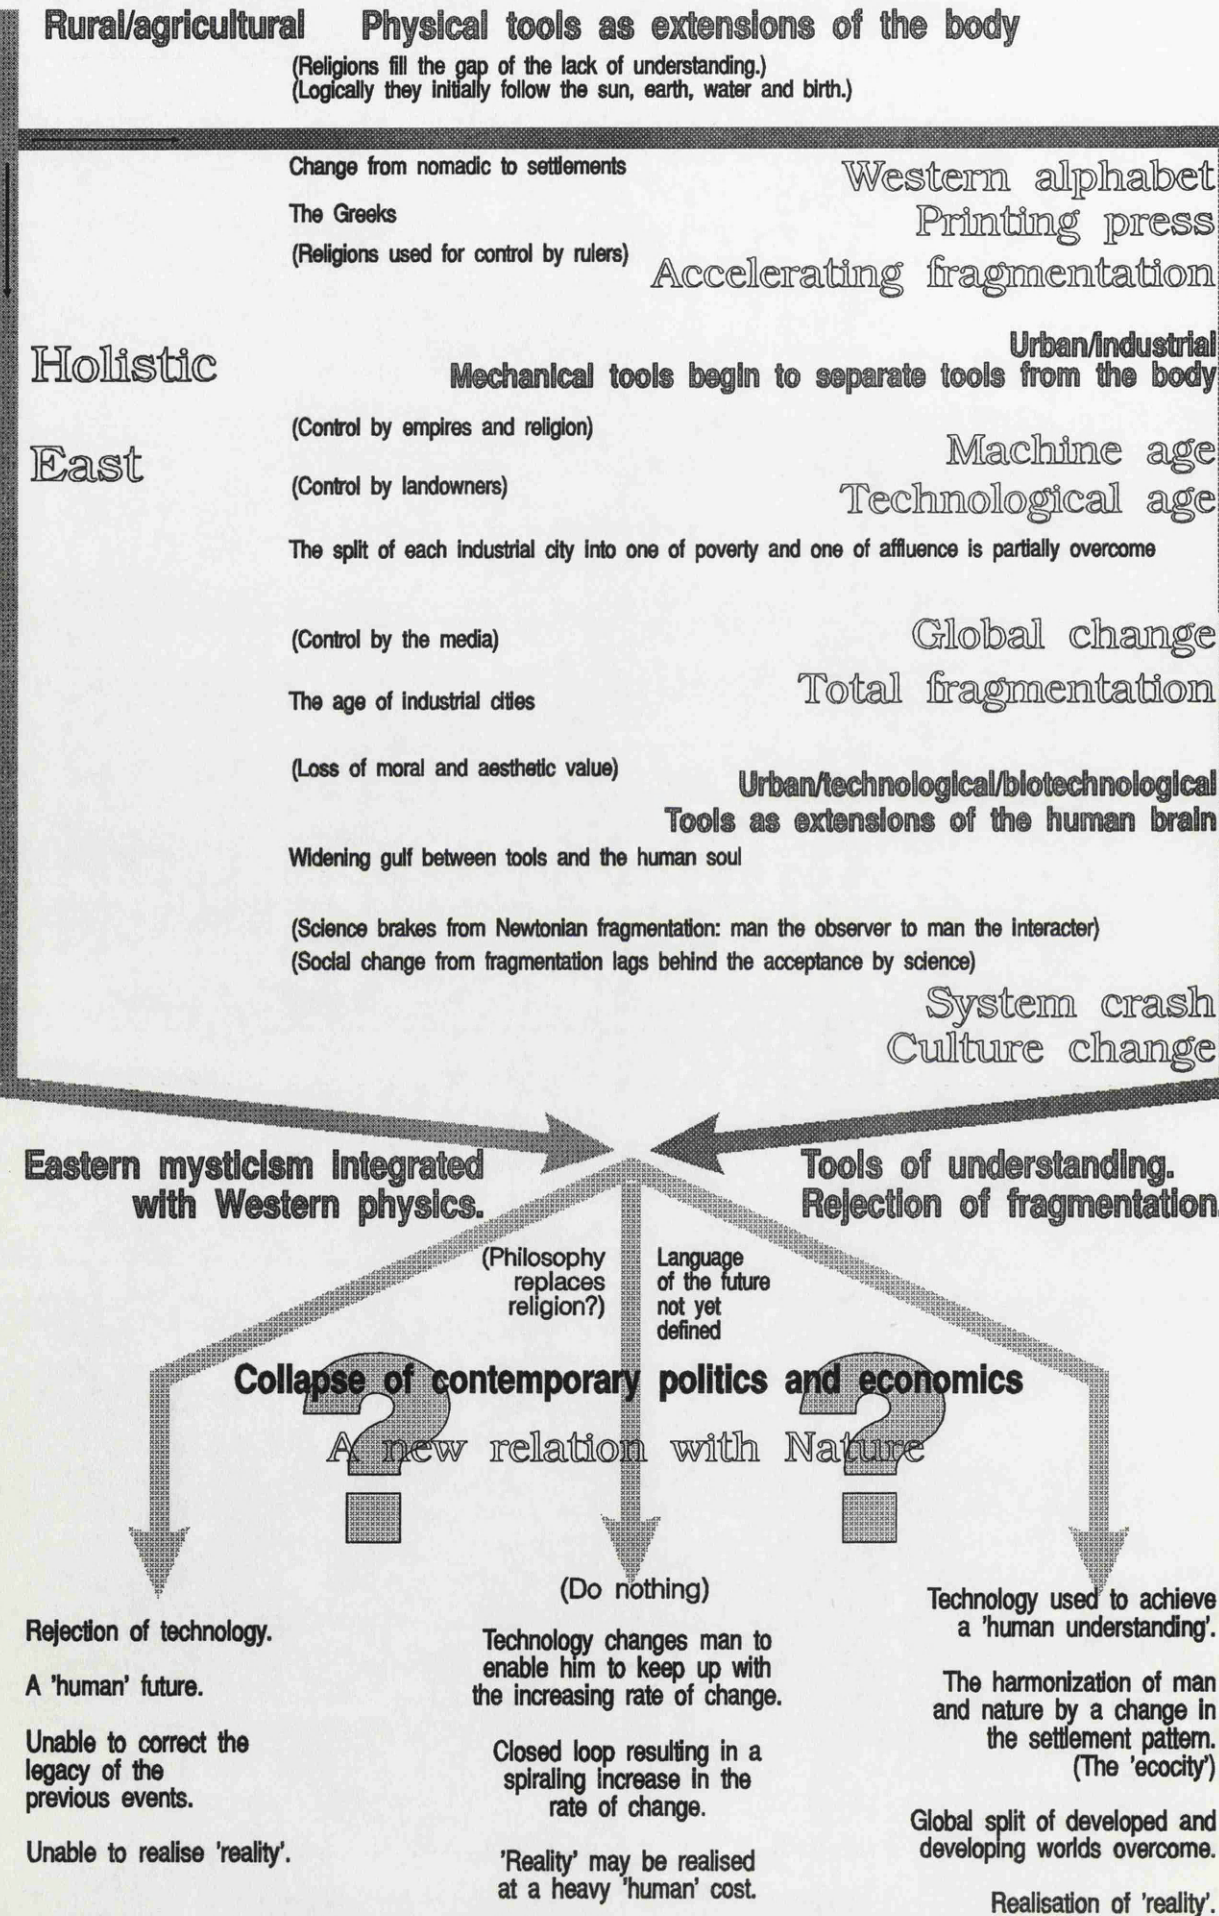 Rural/agricultural Physical tools as extensions of the body
(Religions fill the gap of the lack of understanding.)
(Logically they initially follow the sun, earth, water and birth.)
Change from nomadic to settlements
Western alphabet
The Greeks
Printing press
(Religions used for control by rulers)
Accelerating fragmentation
Urban/industrial
Holistic
Mechanical tools begin to separate tools from the body
(Control by empires and religion)
Machine age
East
(Control by landowners)
Technological age
The split of each industrial city into one of poverty and one of affluence is partially overcome
(Control by the media)
Global change
The age of industrial cities
Total fragmentation
(Loss of moral and aesthetic value)
Urban/technological/biotechnological
Tools as extensions of the human brain
Widening gulf between tools and the human soul
(Science brakes from Newtonian fragmentation: man the observer to man the interacter)
(Social change from fragmentation lags behind the acceptance by science)
System crash
Culture change
Eastern mysticism integrated
with Western physics.
Tools of understanding.
Rejection of fragmentation.
(Philosophy
replaces
religion?)
Language
of the future
not yet
defined
Collapse of contemporary politics and economics
? ?
A new relation with Nature
Rejection of technology.
A 'human' future.
Unable to correct the
legacy of the
previous events.
Unable to realise 'reality'.
(Do nothing)
Technology changes man to
enable him to keep up with
the increasing rate of change.
Closed loop resulting in a
spiraling increase in the
rate of change.
'Reality' may be realised
at a heavy 'human' cost.
Technology used to achieve
a 'human understanding'.
The harmonization of man
and nature by a change in
the settlement pattern.
(The 'ecocity')
Global split of developed and
developing worlds overcome.
Realisation of 'reality'.